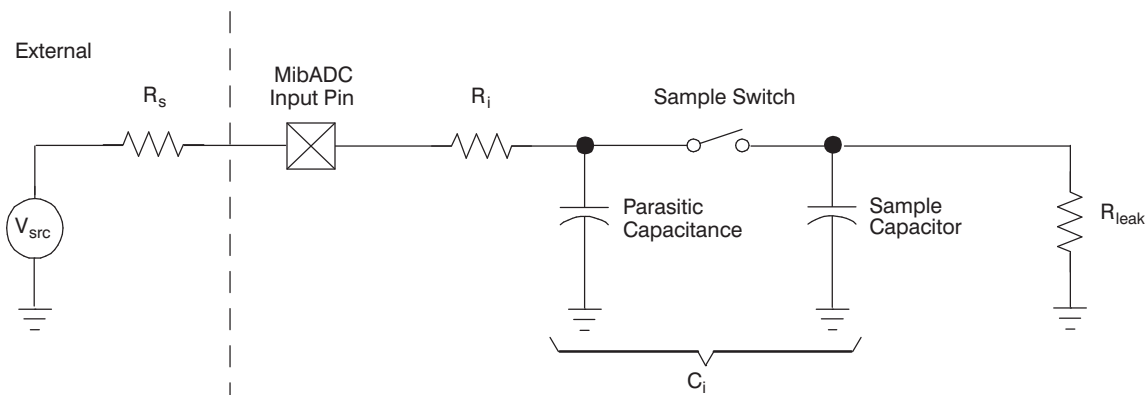 External
MibADC
Input Pin
Rs
Ri
Sample Switch
Vsrc
Parasitic
Capacitance
Sample
Capacitor
Rleak
Ci